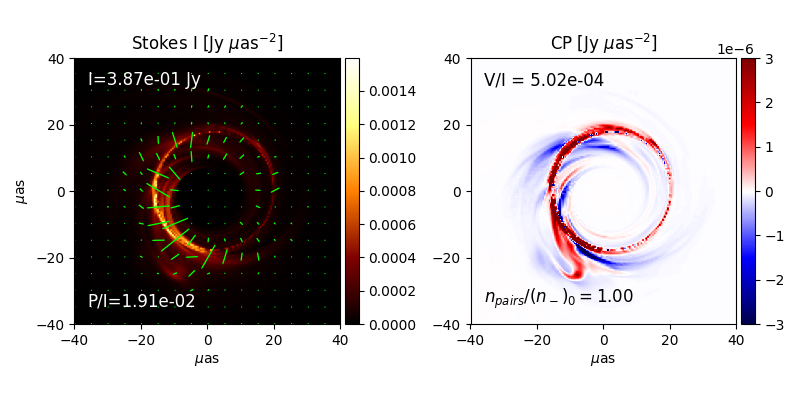 Stokes I [Jy μas⁻²]
CP [Jy μas⁻²]
1e-6
I=3.87e-01 Jy
P/I=1.91e-02
V/I = 5.02e-04
n_pairs/(n_-)_0 = 1.00
40
20
0
−20
−40
μas
−40 −20 0 20 40
μas
0.0014
0.0012
0.0010
0.0008
0.0006
0.0004
0.0002
0.0000
40
20
0
−20
−40
−40 −20 0 20 40
μas
3
2
1
0
−1
−2
−3